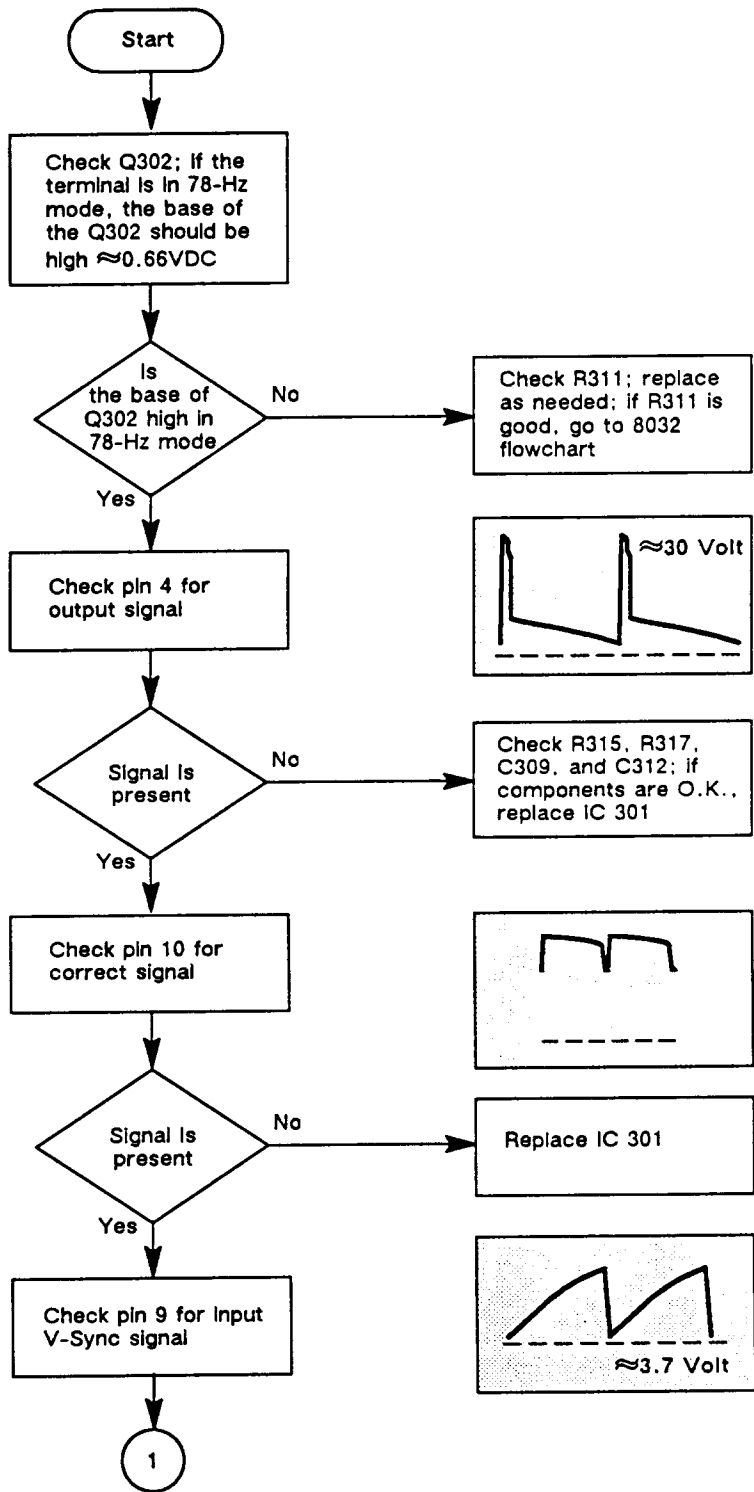 Start
Check Q302; if the
terminal is in 78-Hz
mode, the base of
the Q302 should be
high ≈0.66VDC
Is
the base of
Q302 high in
78-Hz mode
No
Check R311; replace
as needed; if R311 is
good, go to 8032
flowchart
Yes
≈30 Volt
Check pin 4 for
output signal
Signal is
present
No
Check R315, R317,
C309, and C312; if
components are O.K.,
replace IC 301
Yes
Check pin 10 for
correct signal
Signal is
present
No
Replace IC 301
Yes
Check pin 9 for input
V-Sync signal
≈3.7 Volt
1